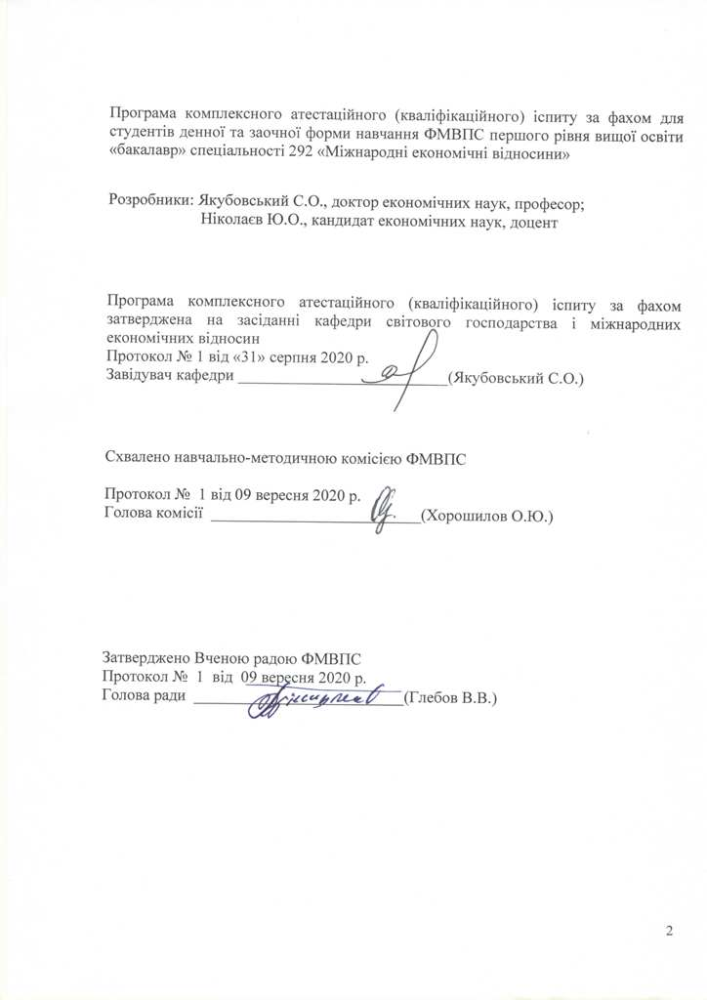 Програма комплексного атестаційного (кваліфікаційного) іспиту за фахом для
студентів денної та заочної форми навчання ФМВПС першого рівня вищої освіти
«бакалавр» спеціальності 292 «Міжнародні економічні відносини»
Розробники: Якубовський С.О., доктор економічних наук, професор;
Ніколаєв Ю.О., кандидат економічних наук, доцент
Програма комплексного атестаційного (кваліфікаційного) іспиту за фахом
затверджена на засіданні кафедри світового господарства і міжнародних
економічних відносин
Протокол № 1 від «31» серпня 2020 р.
Завідувач кафедри (Якубовський С.О.)
Схвалено навчально-методичною комісією ФМВПС
Протокол № 1 від 09 вересня 2020 р.
Голова комісії (Хорошилов О.Ю.)
Затверджено Вченою радою ФМВПС
Протокол № 1 від 09 вересня 2020 р.
Голова ради (Глебов В.В.)
2